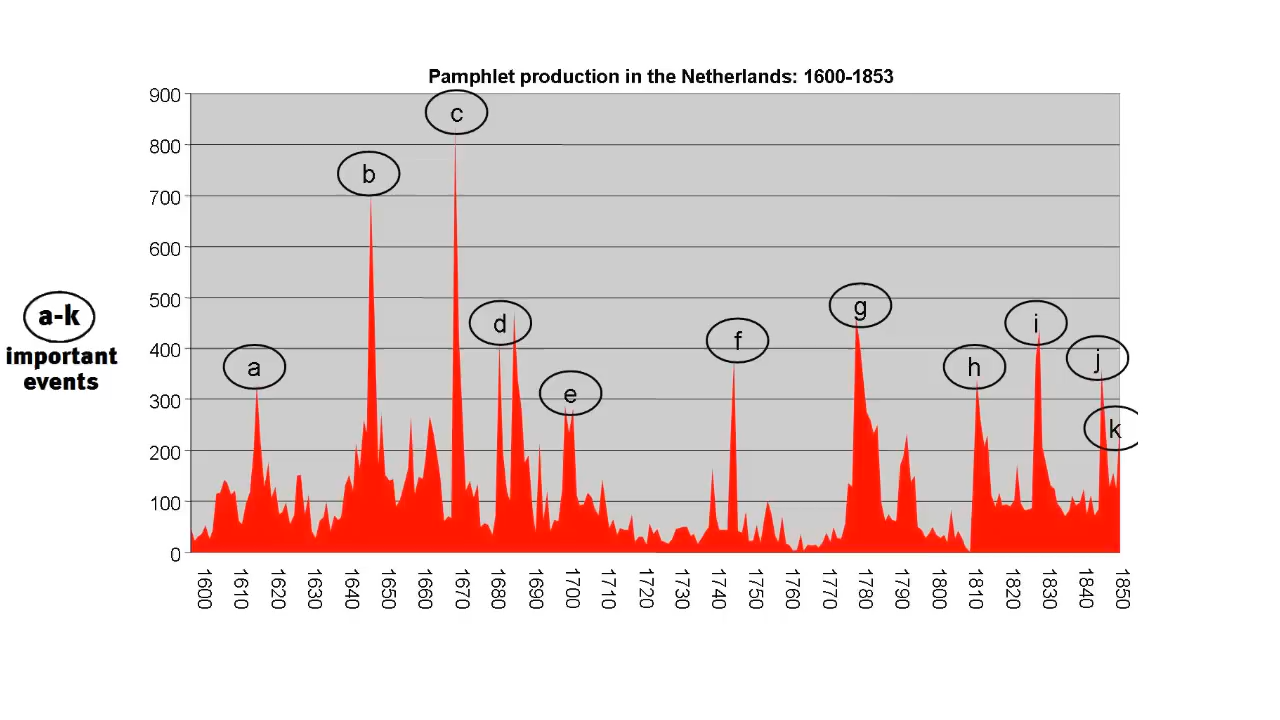 Pamphlet production in the Netherlands: 1600-1853
900
800
700
600
500
400
300
200
100
0
a
b
c
d
e
f
g
h
i
j
k
a-k
important
events
1600 1610 1620 1630 1640 1650 1660 1670 1680 1690 1700 1710 1720 1730 1740 1750 1760 1770 1780 1790 1800 1810 1820 1830 1840 1850